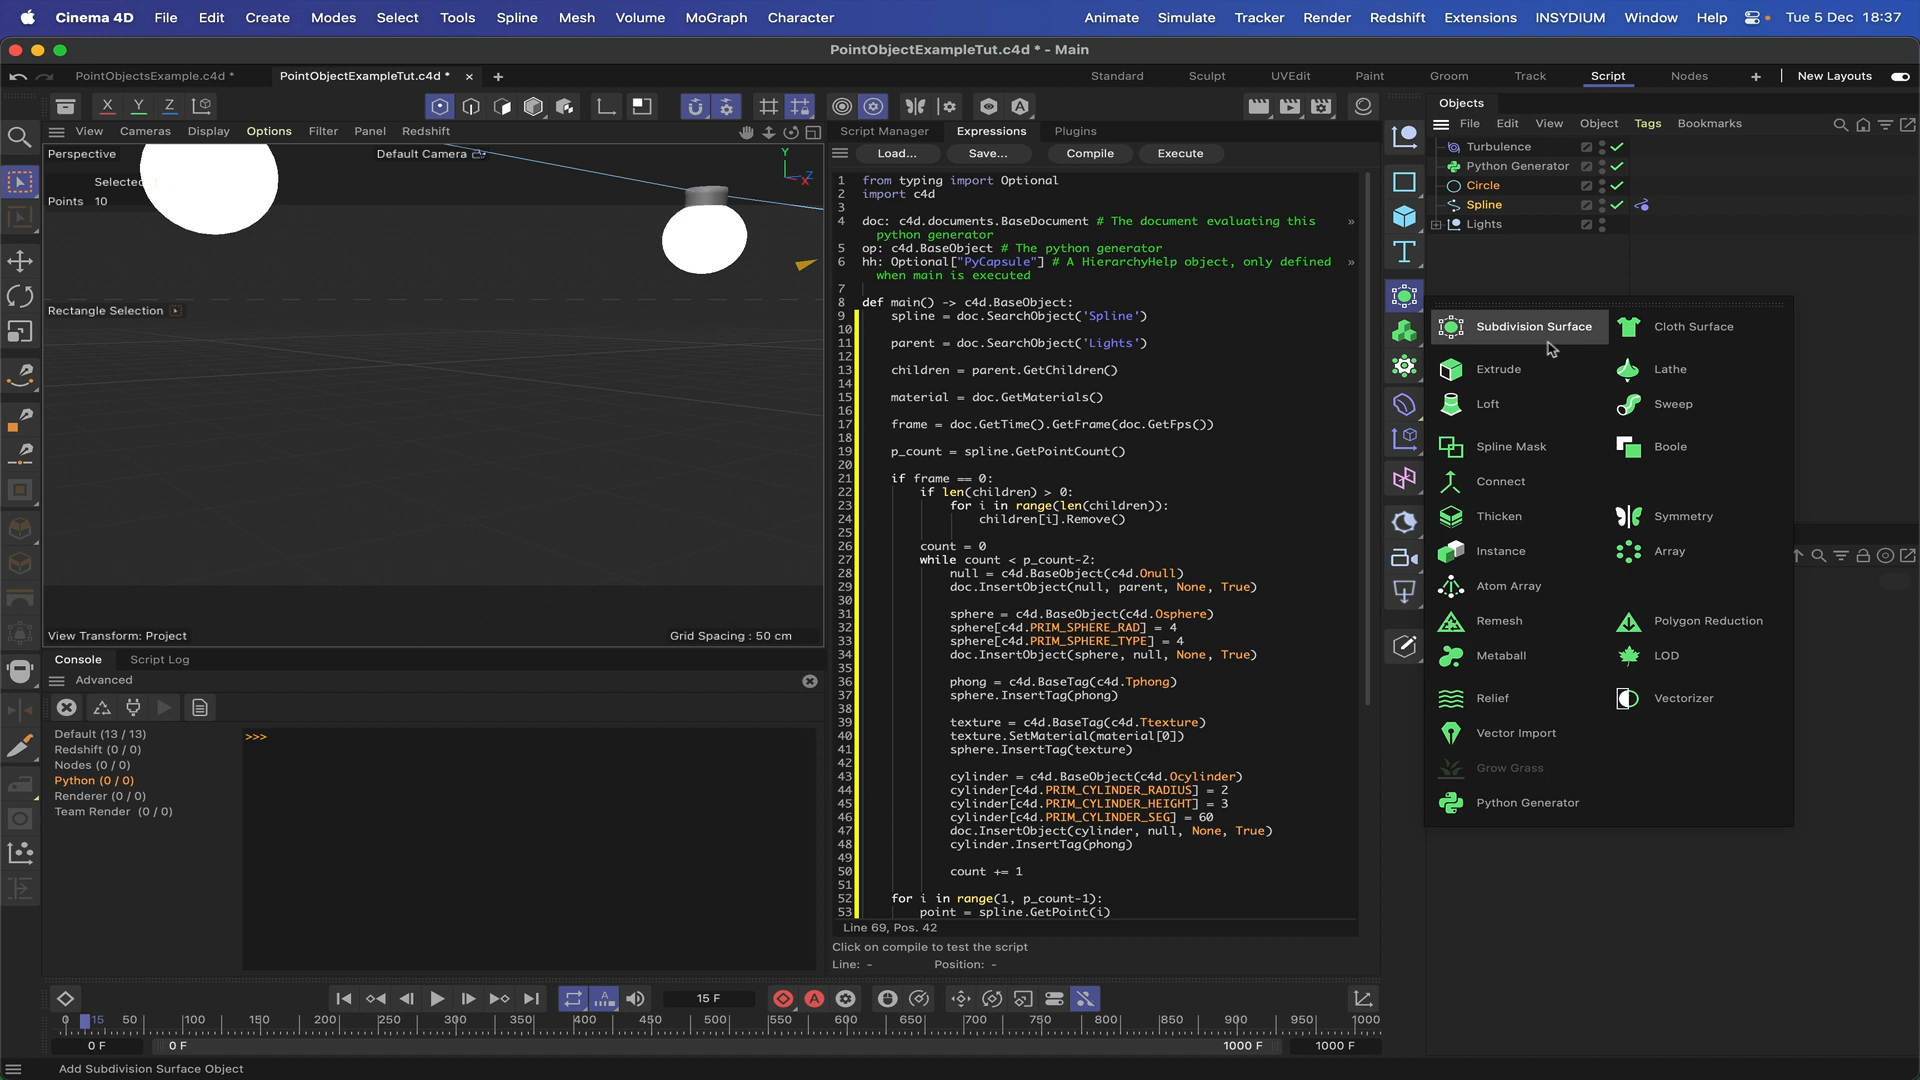 Cinema 4D File Edit Create Modes Select Tools Spline Mesh Volume MoGraph Character Animate Simulate Tracker Render Redshift Extensions INSYDIUM Window Help Tue 5 Dec 18:37
PointObjectExampleTut.c4d * - Main
PointObjectsExample.c4d * PointObjectExampleTut.c4d * × + Standard Sculpt UVEdit Paint Groom Track Script Nodes + New Layouts
X Y Z
View Cameras Display Options Filter Panel Redshift
Perspective Default Camera
Selected
Points 10
Y
Z
X
Rectangle Selection
View Transform: Project Grid Spacing : 50 cm
Console Script Log
Advanced
Default (13 / 13)
Redshift (0 / 0)
Nodes (0 / 0)
Python (0 / 0)
Renderer (0 / 0)
Team Render (0 / 0)
>>>
Script Manager Expressions Plugins
Load... Save... Compile Execute
1 from typing import Optional
2 import c4d
3
4 doc: c4d.documents.BaseDocument # The document evaluating this »
python generator
5 op: c4d.BaseObject # The python generator
6 hh: Optional["PyCapsule"] # A HierarchyHelp object, only defined »
when main is executed
7
8 def main() -> c4d.BaseObject:
9 spline = doc.SearchObject('Spline')
10
11 parent = doc.SearchObject('Lights')
12
13 children = parent.GetChildren()
14
15 material = doc.GetMaterials()
16
17 frame = doc.GetTime().GetFrame(doc.GetFps())
18
19 p_count = spline.GetPointCount()
20
21 if frame == 0:
22 if len(children) > 0:
23 for i in range(len(children)):
24 children[i].Remove()
25
26 count = 0
27 while count < p_count-2:
28 null = c4d.BaseObject(c4d.Onull)
29 doc.InsertObject(null, parent, None, True)
30
31 sphere = c4d.BaseObject(c4d.Osphere)
32 sphere[c4d.PRIM_SPHERE_RAD] = 4
33 sphere[c4d.PRIM_SPHERE_TYPE] = 4
34 doc.InsertObject(sphere, null, None, True)
35
36 phong = c4d.BaseTag(c4d.Tphong)
37 sphere.InsertTag(phong)
38
39 texture = c4d.BaseTag(c4d.Ttexture)
40 texture.SetMaterial(material[0])
41 sphere.InsertTag(texture)
42
43 cylinder = c4d.BaseObject(c4d.Ocylinder)
44 cylinder[c4d.PRIM_CYLINDER_RADIUS] = 2
45 cylinder[c4d.PRIM_CYLINDER_HEIGHT] = 3
46 cylinder[c4d.PRIM_CYLINDER_SEG] = 60
47 doc.InsertObject(cylinder, null, None, True)
48 cylinder.InsertTag(phong)
49
50 count += 1
51
52 for i in range(1, p_count-1):
53 point = spline.GetPoint(i)
Line 69, Pos. 42
Click on compile to test the script
Line: - Position: -
Objects
File Edit View Object Tags Bookmarks
Turbulence
Python Generator
Circle
Spline
Lights
Subdivision Surface Cloth Surface
Extrude Lathe
Loft Sweep
Spline Mask Boole
Connect
Thicken Symmetry
Instance Array
Atom Array
Remesh Polygon Reduction
Metaball LOD
Relief Vectorizer
Vector Import
Grow Grass
Python Generator
15 F
0 15 50 100 150 200 250 300 350 400 450 500 550 600 650 700 750 800 850 900 950 1000
0 F 0 F 1000 F 1000 F
Add Subdivision Surface Object